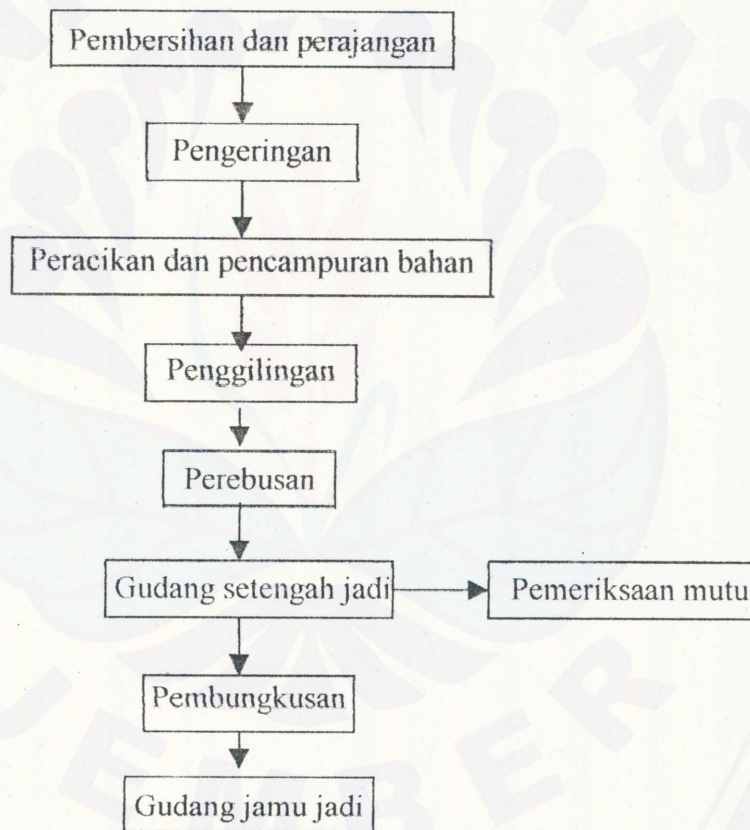 Pembersihan dan perajangan
Pengeringan
Peracikan dan pencampuran bahan
Penggilingan
Perebusan
Gudang setengah jadi
Pemeriksaan mutu
Pembungkusan
Gudang jamu jadi
JEMBER